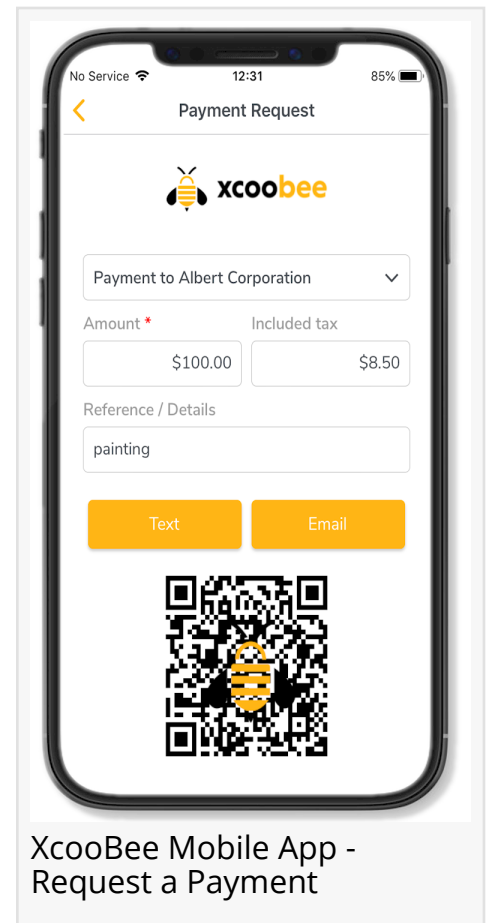 No Service 12:31 85%
Payment Request
xcoobee
Payment to Albert Corporation
Amount * Included tax
$100.00 $8.50
Reference / Details
painting
Text Email
XcooBee Mobile App -
Request a Payment